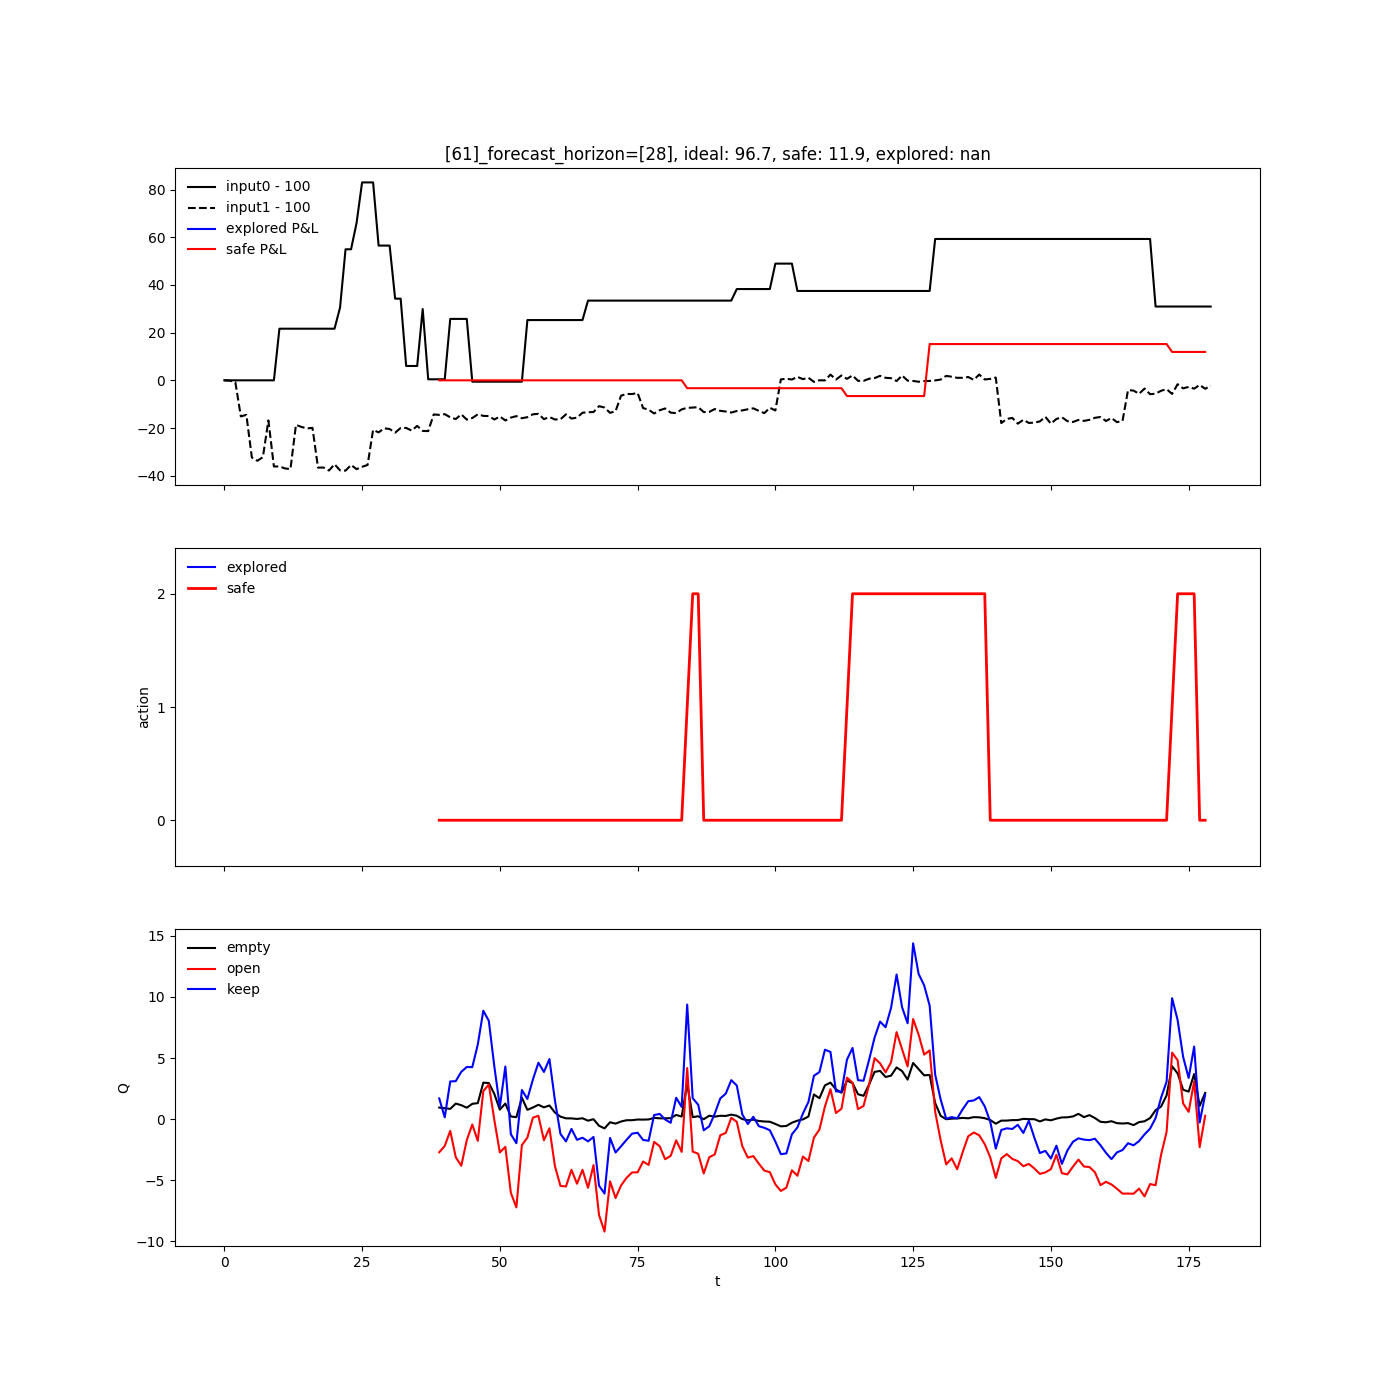 [61]_forecast_horizon=[28], ideal: 96.7, safe: 11.9, explored: nan
input0 - 100
input1 - 100
explored P&L
safe P&L
80
60
40
20
0
−20
−40
explored
safe
2
1
0
action
empty
open
keep
15
10
5
0
−5
−10
Q
0 25 50 75 100 125 150 175
t